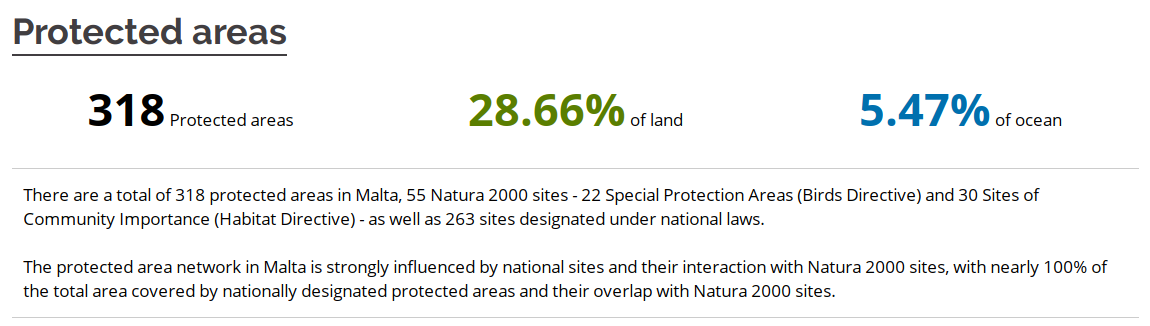 Protected areas
318 Protected areas 28.66% of land 5.47% of ocean
There are a total of 318 protected areas in Malta, 55 Natura 2000 sites - 22 Special Protection Areas (Birds Directive) and 30 Sites of
Community Importance (Habitat Directive) - as well as 263 sites designated under national laws.
The protected area network in Malta is strongly influenced by national sites and their interaction with Natura 2000 sites, with nearly 100% of
the total area covered by nationally designated protected areas and their overlap with Natura 2000 sites.